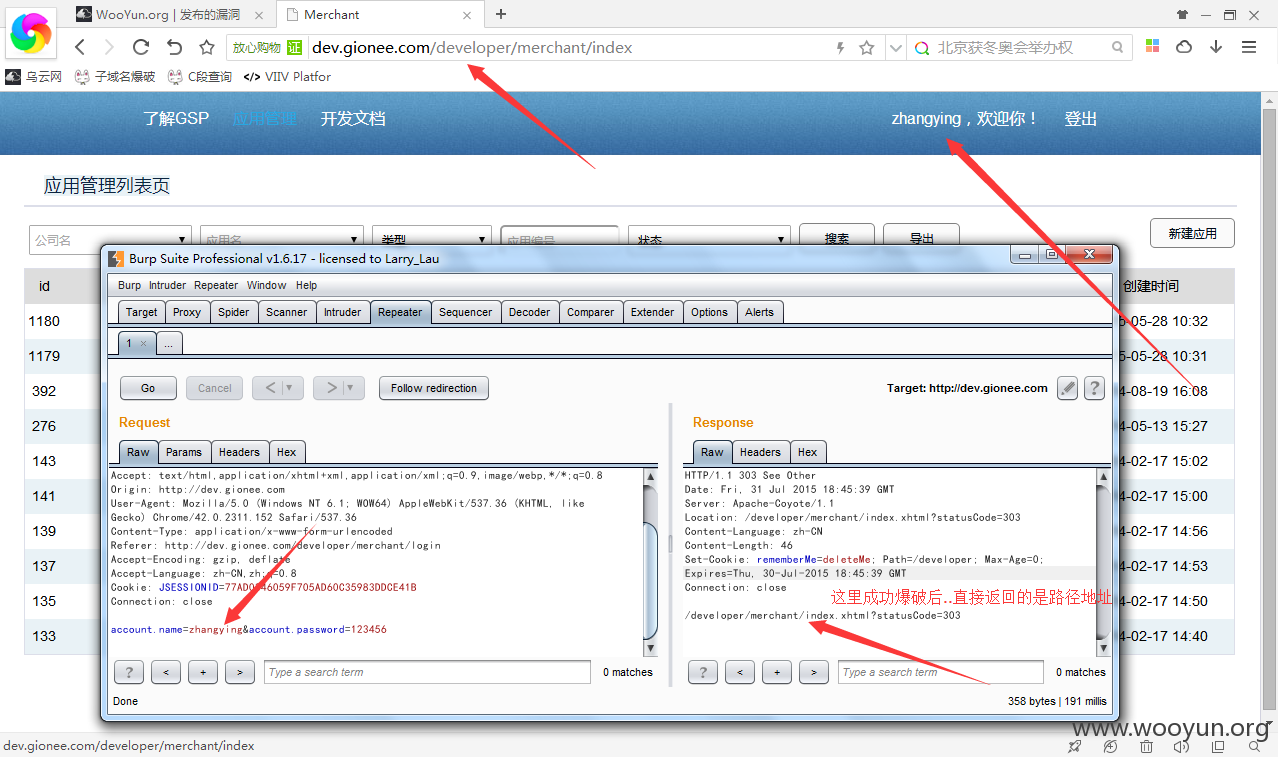 WooYun.org | 发布的漏洞
Merchant
放心购物 证 dev.gionee.com/developer/merchant/index
北京获冬奥会举办权
乌云网 子域名爆破 C段查询 </> VIIV Platfor
了解GSP 应用管理 开发文档 zhangying，欢迎你！ 登出
应用管理列表页
公司名 应用名 类型 应用编号 状态 搜索 导出 新建应用
Burp Suite Professional v1.6.17 - licensed to Larry_Lau
Burp Intruder Repeater Window Help
Target Proxy Spider Scanner Intruder Repeater Sequencer Decoder Comparer Extender Options Alerts
1 × ...
Go Cancel < > Follow redirection Target: http://dev.gionee.com ?
Request
Raw Params Headers Hex
Accept: text/html,application/xhtml+xml,application/xml;q=0.9,image/webp,*/*;q=0.8
Origin: http://dev.gionee.com
User-Agent: Mozilla/5.0 (Windows NT 6.1; WOW64) AppleWebKit/537.36 (KHTML, like
Gecko) Chrome/42.0.2311.152 Safari/537.36
Content-Type: application/x-www-form-urlencoded
Referer: http://dev.gionee.com/developer/merchant/login
Accept-Encoding: gzip, deflate
Accept-Language: zh-CN,zh;q=0.8
Cookie:
Connection: close
account.name=zhangying&account.password=123456
? < + > Type a search term 0 matches
Response
Raw Headers Hex
HTTP/1.1 303 See Other
Date: Fri, 31 Jul 2015 18:45:39 GMT
Server: Apache-Coyote/1.1
Location: /developer/merchant/index.xhtml?statusCode=303
Content-Language: zh-CN
Content-Length: 46
Set-Cookie: rememberMe=deleteMe; Path=/developer; Max-Age=0;
Expires=Thu, 30-Jul-2015 18:45:39 GMT
Connection: close
这里成功爆破后..直接返回的是路径地址
/developer/merchant/index.xhtml?statusCode=303
? < + > Type a search term 0 matches
Done 358 bytes | 191 millis
id 创建时间
1180 5-05-28 10:32
1179 5-05-28 10:31
392 4-08-19 16:08
276 4-05-13 15:27
143 4-02-17 15:02
141 4-02-17 15:00
139 4-02-17 14:56
137 4-02-17 14:53
135 4-02-17 14:50
133 4-02-17 14:40
www.wooyun.org
dev.gionee.com/developer/merchant/index